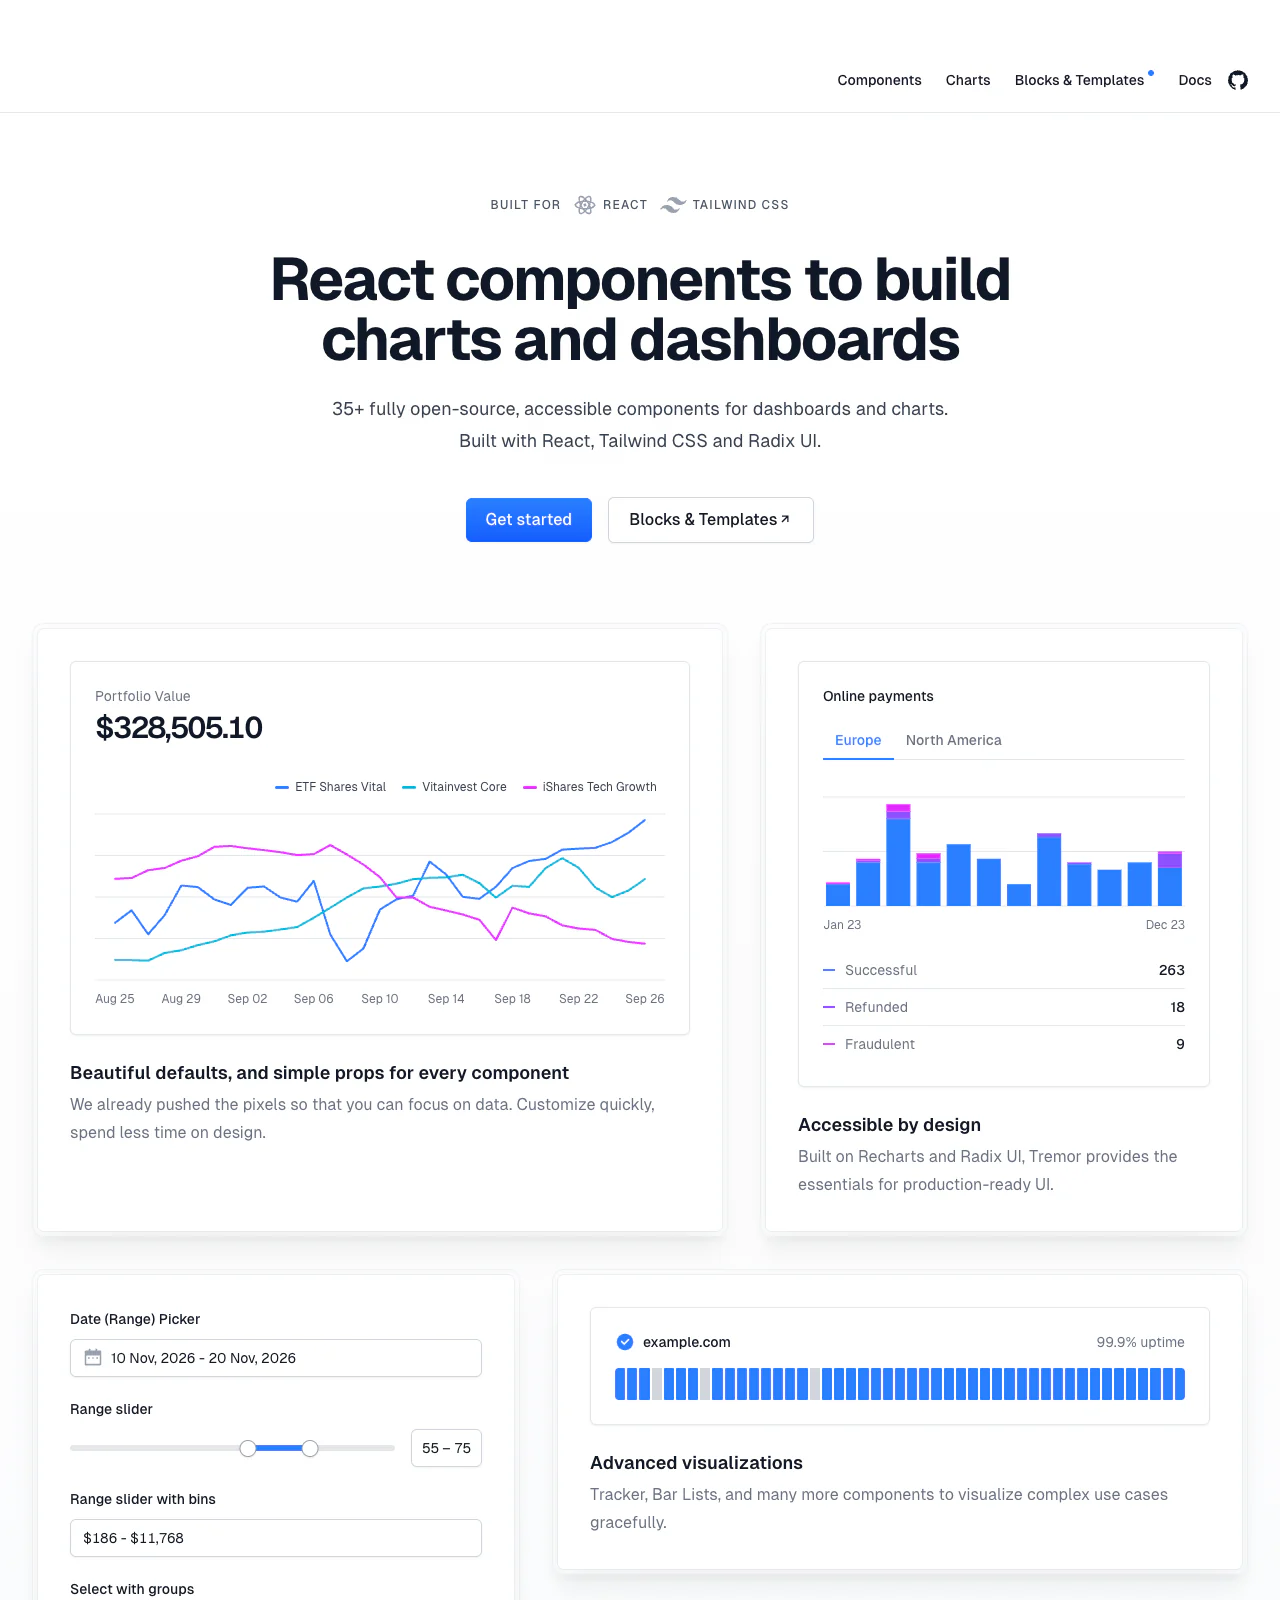 Components Charts Blocks & Templates Docs
BUILT FOR REACT TAILWIND CSS
React components to build
charts and dashboards
35+ fully open-source, accessible components for dashboards and charts.
Built with React, Tailwind CSS and Radix UI.
Get started Blocks & Templates
Portfolio Value
$328,505.10
ETF Shares Vital Vitainvest Core iShares Tech Growth
Aug 25 Aug 29 Sep 02 Sep 06 Sep 10 Sep 14 Sep 18 Sep 22 Sep 26
Beautiful defaults, and simple props for every component
We already pushed the pixels so that you can focus on data. Customize quickly,
spend less time on design.
Online payments
Europe North America
Jan 23 Dec 23
Successful 263
Refunded 18
Fraudulent 9
Accessible by design
Built on Recharts and Radix UI, Tremor provides the
essentials for production-ready UI.
Date (Range) Picker
10 Nov, 2026 - 20 Nov, 2026
Range slider
55 – 75
Range slider with bins
$186 - $11,768
Select with groups
example.com 99.9% uptime
Advanced visualizations
Tracker, Bar Lists, and many more components to visualize complex use cases
gracefully.